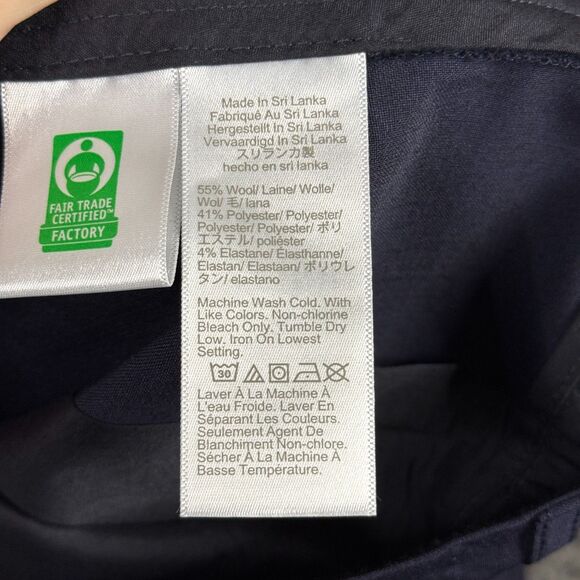 FAIR TRADE
CERTIFIED™
FACTORY
Made In Sri Lanka
Fabriqué Au Sri Lanka
Hergestellt In Sri Lanka
Vervaardigd In Sri Lanka
スリランカ製
hecho en Sri Lanka
55% Wool/ Laine/ Wolle/
Wol/ 毛/ lana
41% Polyester/ Polyester/
Polyester/ Polyester/ ポリ
エステル/ poliéster
4% Elastane/ Élasthanne/
Elastan/ Elastaan/ ポリウレ
タン/ elastano
Machine Wash Cold. With
Like Colors. Non-chlorine
Bleach Only. Tumble Dry
Low. Iron On Lowest
Setting.
30
Laver À La Machine À
L'eau Froide. Laver En
Séparant Les Couleurs.
Seulement Agent De
Blanchiment Non-chlore.
Sécher À La Machine À
Basse Température.